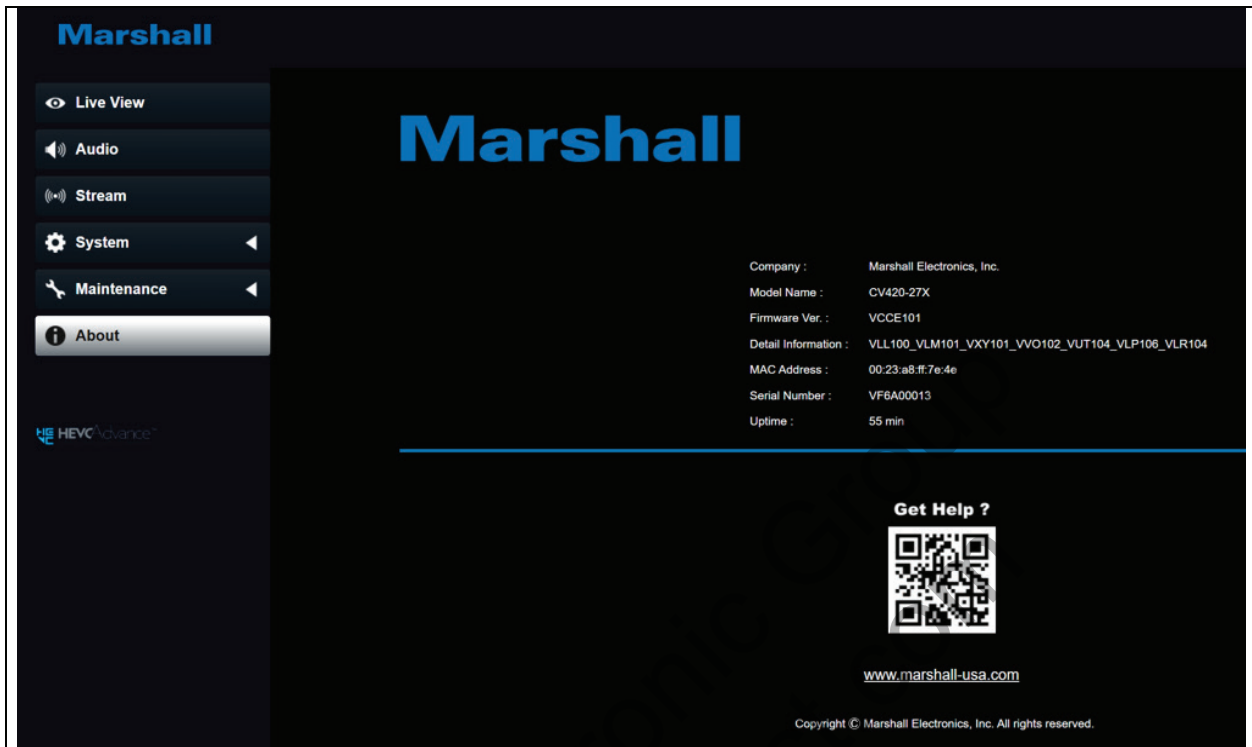 Marshall
Live View
Audio
Stream
System
Maintenance
About
HEVC Advance™
Marshall
Company : Marshall Electronics, Inc.
Model Name : CV420-27X
Firmware Ver. : VCCE101
Detail Information : VLL100_VLM101_VXY101_VVO102_VUT104_VLP106_VLR104
MAC Address : 00:23:a8:ff:7e:4e
Serial Number : VF6A00013
Uptime : 55 min
Get Help ?
www.marshall-usa.com
Copyright © Marshall Electronics, Inc. All rights reserved.